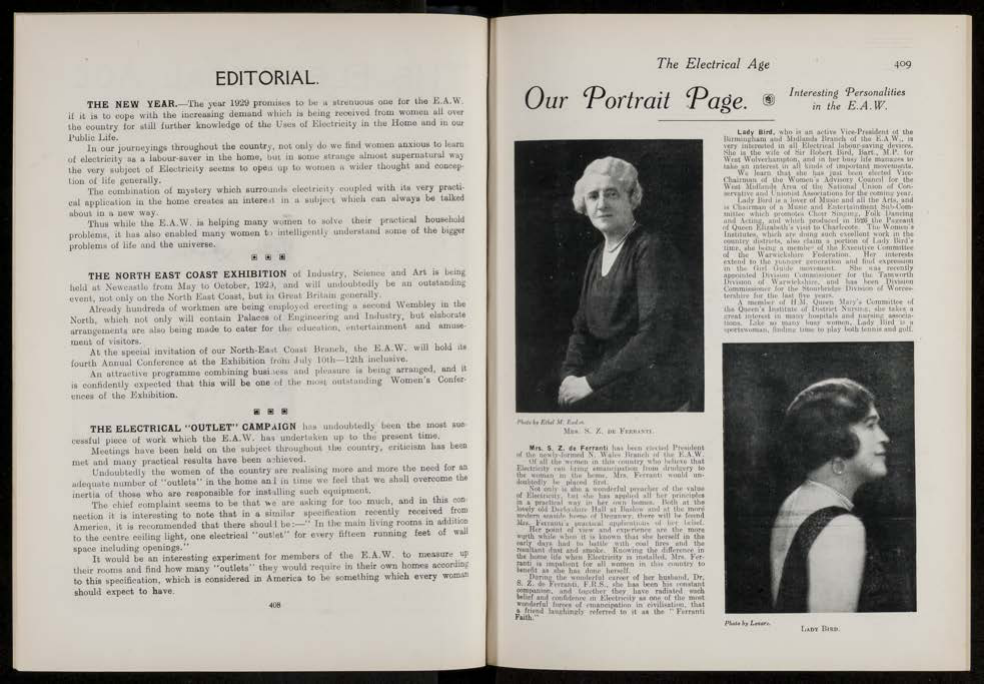 EDITORIAL.
THE NEW YEAR.—The year 1929 promises to be a strenuous one for the E.A.W.
if it is to cope with the increasing demand which is being received from women all over
the country for still further knowledge of the Uses of Electricity in the Home and in our
Public Life.
In our journeyings throughout the country, not only do we find women anxious to learn
of electricity as a labour-saver in the home, but in some strange almost supernatural way
the very subject of Electricity seems to open up to women a wider thought and concep-
tion of life generally.
The combination of mystery which surrounds electricity coupled with its very practi-
cal application in the home creates an interest in a subject which can always be talked
about in a new way.
Thus while the E.A.W. is helping many women to solve their practical household
problems, it has also enabled many women to intelligently understand some of the bigger
problems of life and the universe.
THE NORTH EAST COAST EXHIBITION of Industry, Science and Art is being
held at Newcastle from May to October, 1929, and will undoubtedly be an outstanding
event, not only on the North East Coast, but in Great Britain generally.
Already hundreds of workmen are being employed erecting a second Wembley in the
North, which not only will contain Palaces of Engineering and Industry, but elaborate
arrangements are also being made to cater for the education, entertainment and amuse-
ment of visitors.
At the special invitation of our North-East Coast Branch, the E.A.W. will hold its
fourth Annual Conference at the Exhibition from July 10th—12th inclusive.
An attractive programme combining business and pleasure is being arranged, and it
is confidently expected that this will be one of the most outstanding Women's Confer-
ences of the Exhibition.
THE ELECTRICAL "OUTLET" CAMPAIGN has undoubtedly been the most suc-
cessful piece of work which the E.A.W. has undertaken up to the present time.
Meetings have been held on the subject throughout the country, criticism has been
met and many practical results have been achieved.
Undoubtedly the women of the country are realising more and more the need for an
adequate number of "outlets" in the home and in time we feel that we shall overcome the
inertia of those who are responsible for installing such equipment.
The chief complaint seems to be that we are asking for too much, and in this con-
nection it is interesting to note that in a similar specification recently received from
America, it is recommended that there should be:—"In the main living rooms in addition
to the centre ceiling light, one electrical "outlet" for every fifteen running feet of wall
space including openings."
It would be an interesting experiment for members of the E.A.W. to measure up
their rooms and find how many "outlets" they would require in their own homes according
to this specification, which is considered in America to be something which every woman
should expect to have.
408
The Electrical Age 409
Our Portrait Page.
Interesting Personalities
in the E.A.W.
Lady Bird, who is an active Vice-President of the
Birmingham and Midlands Branch of the E.A.W., is
very interested in all Electrical labour-saving devices.
She is the wife of Sir Robert Bird, Bart., M.P. for
West Wolverhampton, and in her busy life manages to
take an interest in all kinds of important movements.
We learn that she has just been elected Vice-
Chairman of the Women's Advisory Council for the
West Midlands Area of the National Union of Con-
servative and Unionist Associations for the coming year.
Lady Bird is a lover of Music and all the Arts, and
is Chairman of a Music and Entertainment Sub-Com-
mittee which promotes Choir Singing, Folk Dancing
and Acting, and which produced in 1926 the Pageant
of Queen Elizabeth's visit to Charlecote. The Women's
Institutes, which are doing such excellent work in the
country districts, also claim a portion of Lady Bird's
time, she being a member of the Executive Committee
of the Warwickshire Federation. Her interests
extend to the younger generation and find expression
in the Girl Guide movement. She was recently
appointed Division Commissioner for the Tamworth
Division of Warwickshire, and has been Division
Commissioner for the Stourbridge Division of Worces-
tershire for the last five years.
A member of H.M. Queen Mary's Committee of
the Queen's Institute of District Nursing, she takes a
great interest in many hospitals and nursing associa-
tions. Like so many busy women, Lady Bird is a
sportswoman, finding time to play both tennis and golf.
Photo by Ethel M.
MRS. S. Z. DE FERRANTI.
Mrs. S. Z. de Ferranti has been elected President
of the newly-formed N. Wales Branch of the E.A.W.
Of all the women in this country who believe that
Electricity can bring emancipation from drudgery to
the woman in the home, Mrs. Ferranti would un-
doubtedly be placed first.
Not only is she a wonderful preacher of the value
of Electricity, but she has applied all her principles
in a practical way in her own homes. Both at the
lovely old Derbyshire Hall at Baslow and at the more
modern seaside home of Deganwy, there will be found
Mrs. Ferranti's practical applications of her belief.
Her point of view and experience are the more
worth while when it is known that she herself in the
early days had to battle with coal fires and the
resultant dust and smoke. Knowing the difference in
the home life when Electricity is installed, Mrs. Fer-
ranti is impatient for all women in this country to
benefit as she has done herself.
During the wonderful career of her husband, Dr.
S. Z. de Ferranti, F.R.S., she has been his constant
companion, and together they have radiated such
belief and confidence in Electricity as one of the most
wonderful forces of emancipation in civilisation, that
a friend laughingly referred to it as the "Ferranti
Faith."
Photo by Lenare.
LADY BIRD.